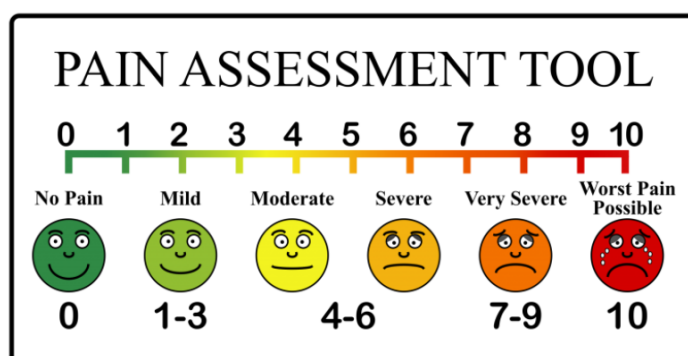 PAIN ASSESSMENT TOOL
0 1 2 3 4 5 6 7 8 9 10
No Pain Mild Moderate Severe Very Severe Worst Pain
Possible
0 1-3 4-6 7-9 10